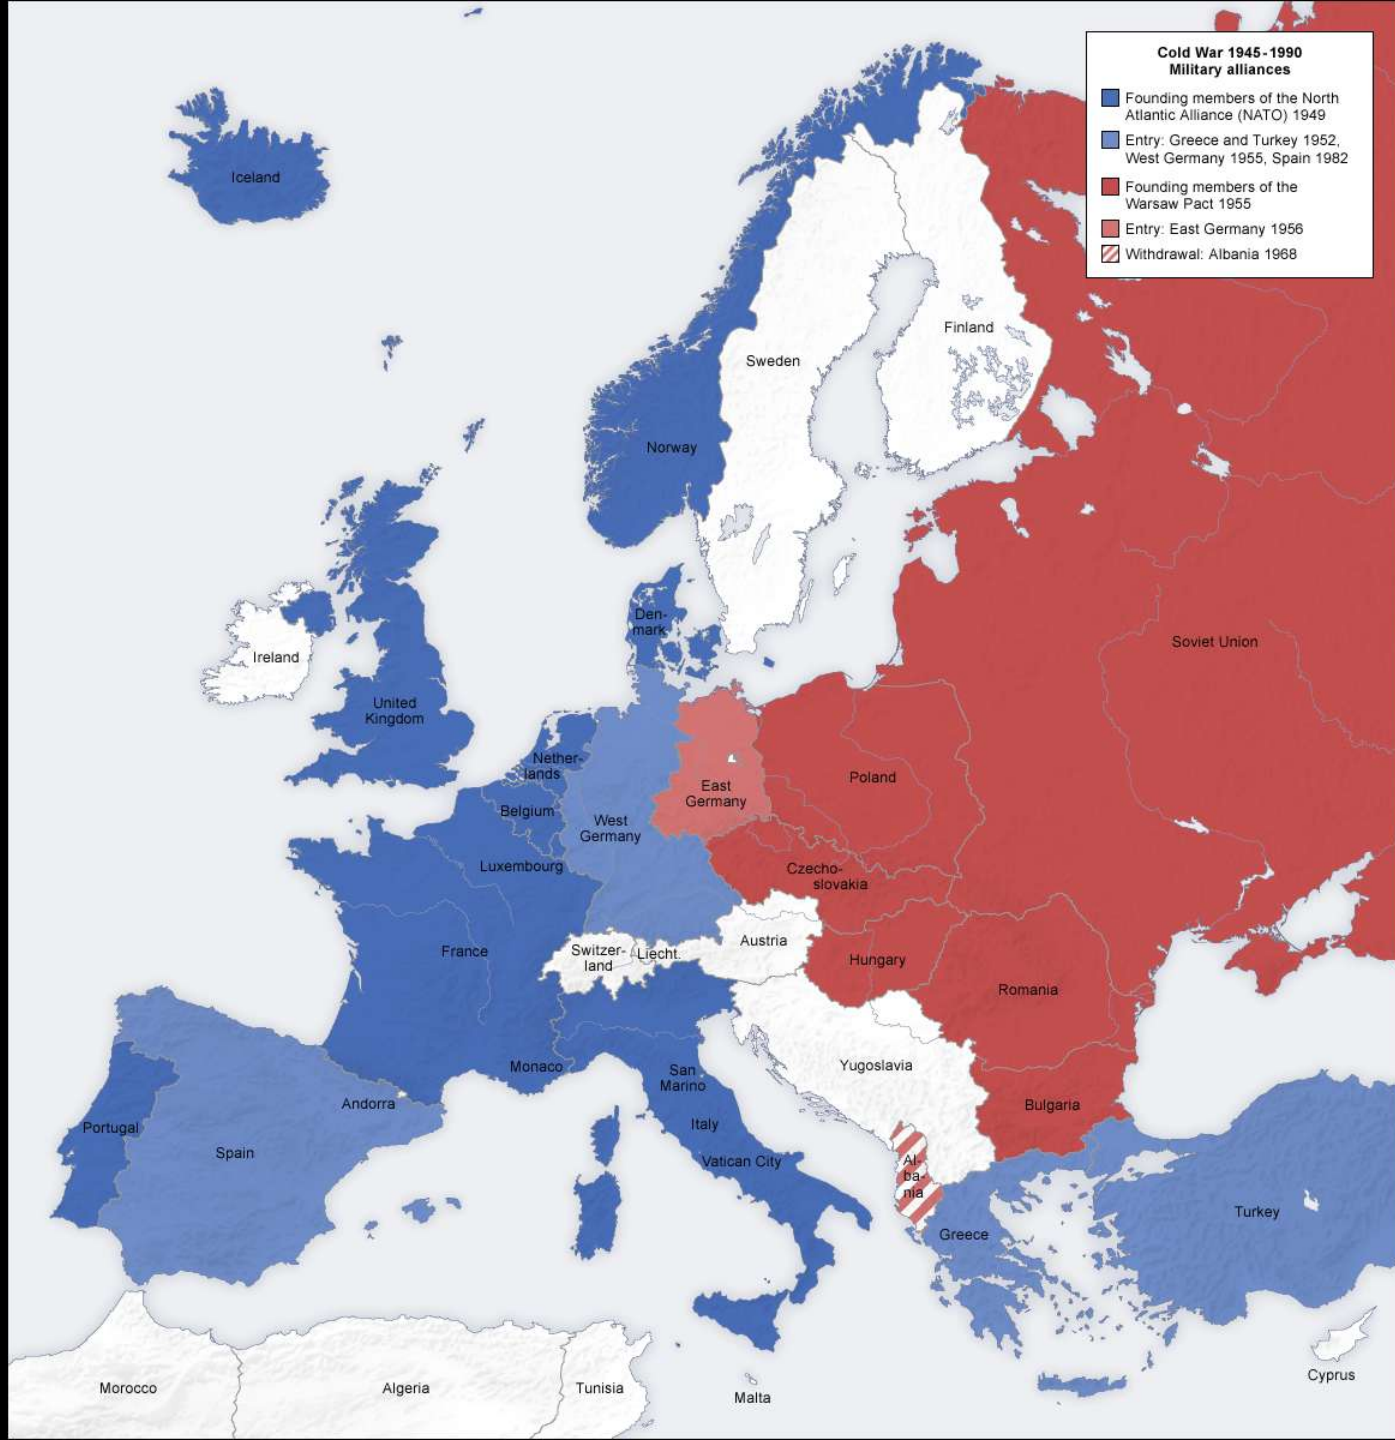 Cold War 1945-1990
Military alliances
Founding members of the North
Atlantic Alliance (NATO) 1949
Entry: Greece and Turkey 1952,
West Germany 1955, Spain 1982
Founding members of the
Warsaw Pact 1955
Entry: East Germany 1956
Withdrawal: Albania 1968
Iceland
Finland
Sweden
Norway
Den-
mark
Soviet Union
Ireland
United
Kingdom
Nether-
lands
Belgium
East
Germany
Poland
West
Germany
Luxembourg
Czecho-
slovakia
France
Switzer-
land
Liecht.
Austria
Hungary
Romania
Monaco
San
Marino
Yugoslavia
Andorra
Bulgaria
Portugal
Spain
Italy
Vatican City
Al-
ba-
nia
Greece
Turkey
Morocco
Algeria
Tunisia
Malta
Cyprus